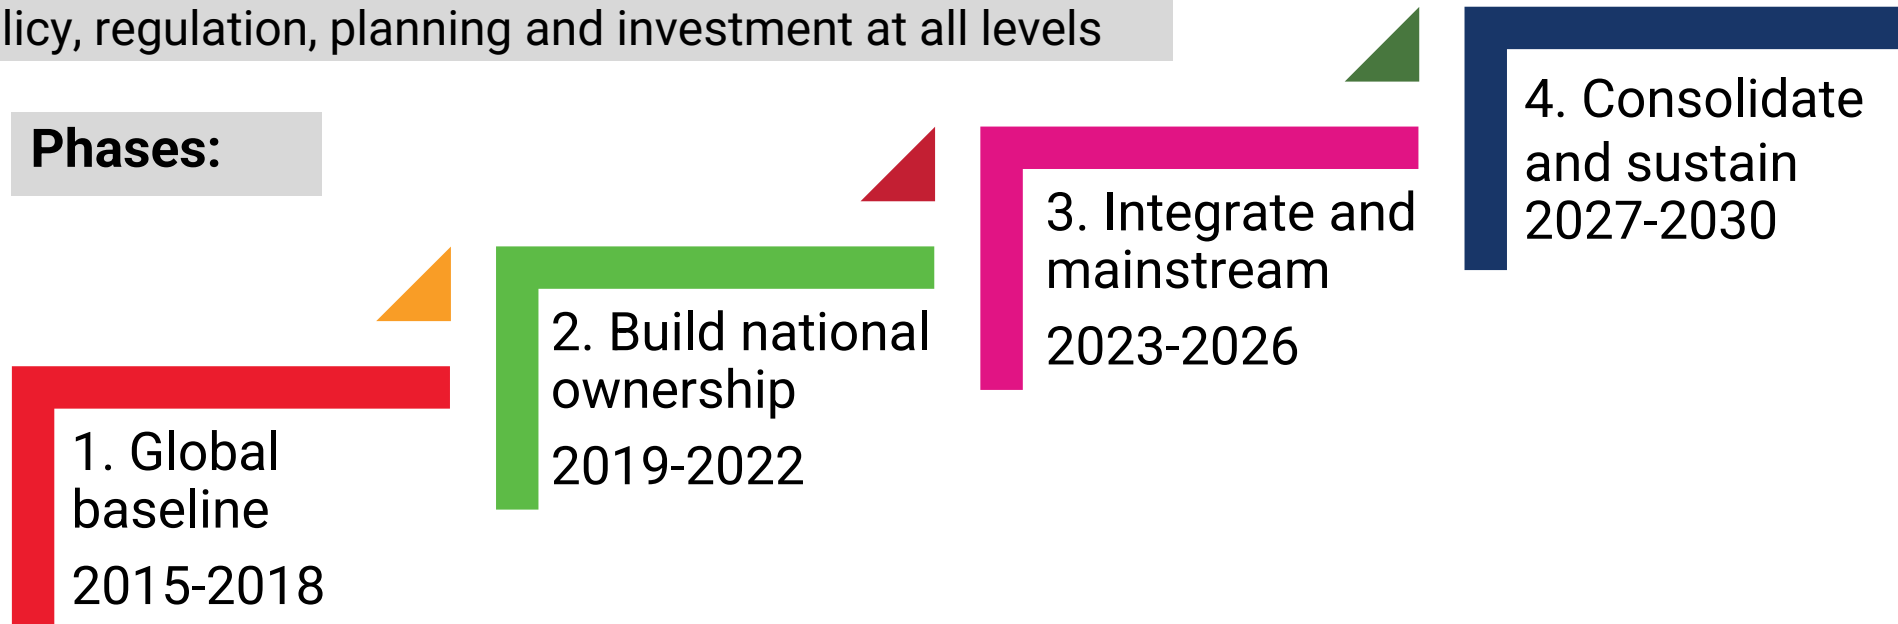 licy, regulation, planning and investment at all levels
Phases:
1. Global
baseline
2015-2018
2. Build national
ownership
2019-2022
3. Integrate and
mainstream
2023-2026
4. Consolidate
and sustain
2027-2030